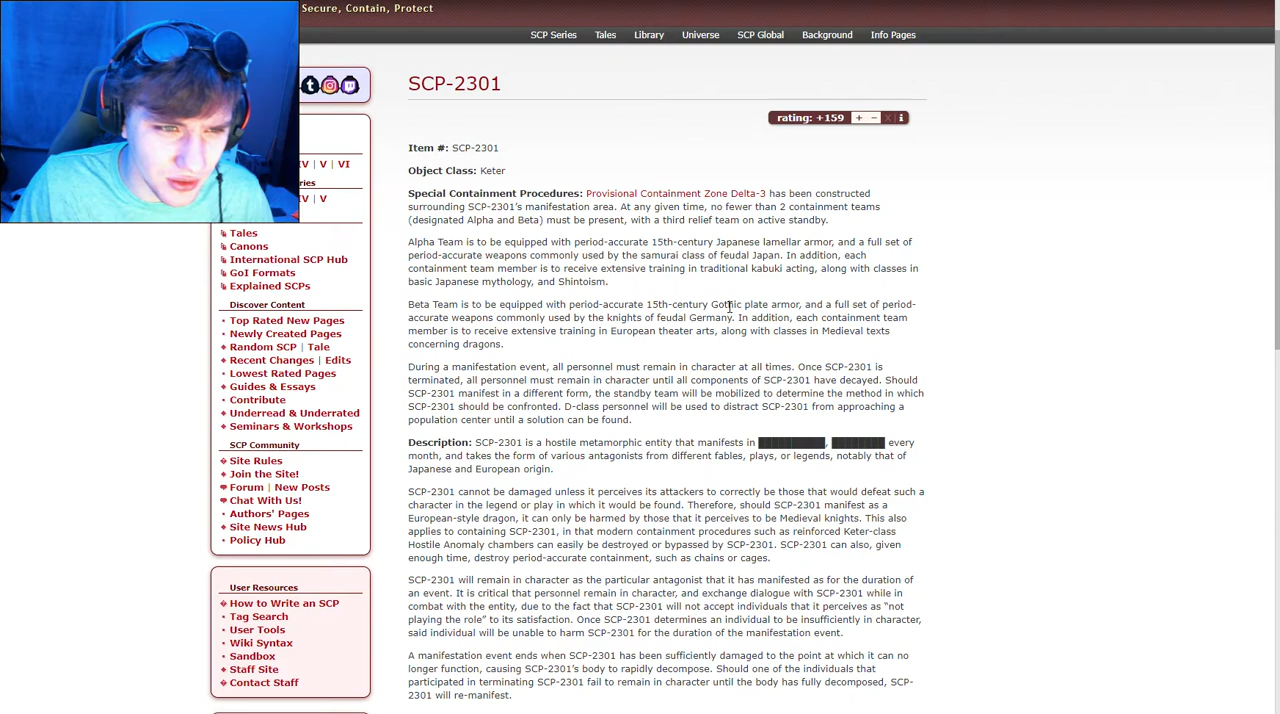 Secure, Contain, Protect
SCP Series
Tales
Library
Universe
SCP Global
Background
Info Pages
IV | V | VI
ries
IV | V
Tales
Canons
International SCP Hub
GoI Formats
Explained SCPs
Discover Content
Top Rated New Pages
Newly Created Pages
Random SCP | Tale
Recent Changes | Edits
Lowest Rated Pages
Guides & Essays
Contribute
Underread & Underrated
Seminars & Workshops
SCP Community
Site Rules
Join the Site!
Forum | New Posts
Chat With Us!
Authors' Pages
Site News Hub
Policy Hub
User Resources
How to Write an SCP
Tag Search
User Tools
Wiki Syntax
Sandbox
Staff Site
Contact Staff
SCP-2301
rating: +159 + − X i
Item #: SCP-2301
Object Class: Keter
Special Containment Procedures: Provisional Containment Zone Delta-3 has been constructed
surrounding SCP-2301's manifestation area. At any given time, no fewer than 2 containment teams
(designated Alpha and Beta) must be present, with a third relief team on active standby.
Alpha Team is to be equipped with period-accurate 15th-century Japanese lamellar armor, and a full set of
period-accurate weapons commonly used by the samurai class of feudal Japan. In addition, each
containment team member is to receive extensive training in traditional kabuki acting, along with classes in
basic Japanese mythology, and Shintoism.
Beta Team is to be equipped with period-accurate 15th-century Gothic plate armor, and a full set of period-
accurate weapons commonly used by the knights of feudal Germany. In addition, each containment team
member is to receive extensive training in European theater arts, along with classes in Medieval texts
concerning dragons.
During a manifestation event, all personnel must remain in character at all times. Once SCP-2301 is
terminated, all personnel must remain in character until all components of SCP-2301 have decayed. Should
SCP-2301 manifest in a different form, the standby team will be mobilized to determine the method in which
SCP-2301 should be confronted. D-class personnel will be used to distract SCP-2301 from approaching a
population center until a solution can be found.
Description: SCP-2301 is a hostile metamorphic entity that manifests in ██████████, ████████ every
month, and takes the form of various antagonists from different fables, plays, or legends, notably that of
Japanese and European origin.
SCP-2301 cannot be damaged unless it perceives its attackers to correctly be those that would defeat such a
character in the legend or play in which it would be found. Therefore, should SCP-2301 manifest as a
European-style dragon, it can only be harmed by those that it perceives to be Medieval knights. This also
applies to containing SCP-2301, in that modern containment procedures such as reinforced Keter-class
Hostile Anomaly chambers can easily be destroyed or bypassed by SCP-2301. SCP-2301 can also, given
enough time, destroy period-accurate containment, such as chains or cages.
SCP-2301 will remain in character as the particular antagonist that it has manifested as for the duration of
an event. It is critical that personnel remain in character, and exchange dialogue with SCP-2301 while in
combat with the entity, due to the fact that SCP-2301 will not accept individuals that it perceives as “not
playing the role” to its satisfaction. Once SCP-2301 determines an individual to be insufficiently in character,
said individual will be unable to harm SCP-2301 for the duration of the manifestation event.
A manifestation event ends when SCP-2301 has been sufficiently damaged to the point at which it can no
longer function, causing SCP-2301's body to rapidly decompose. Should one of the individuals that
participated in terminating SCP-2301 fail to remain in character until the body has fully decomposed, SCP-
2301 will re-manifest.